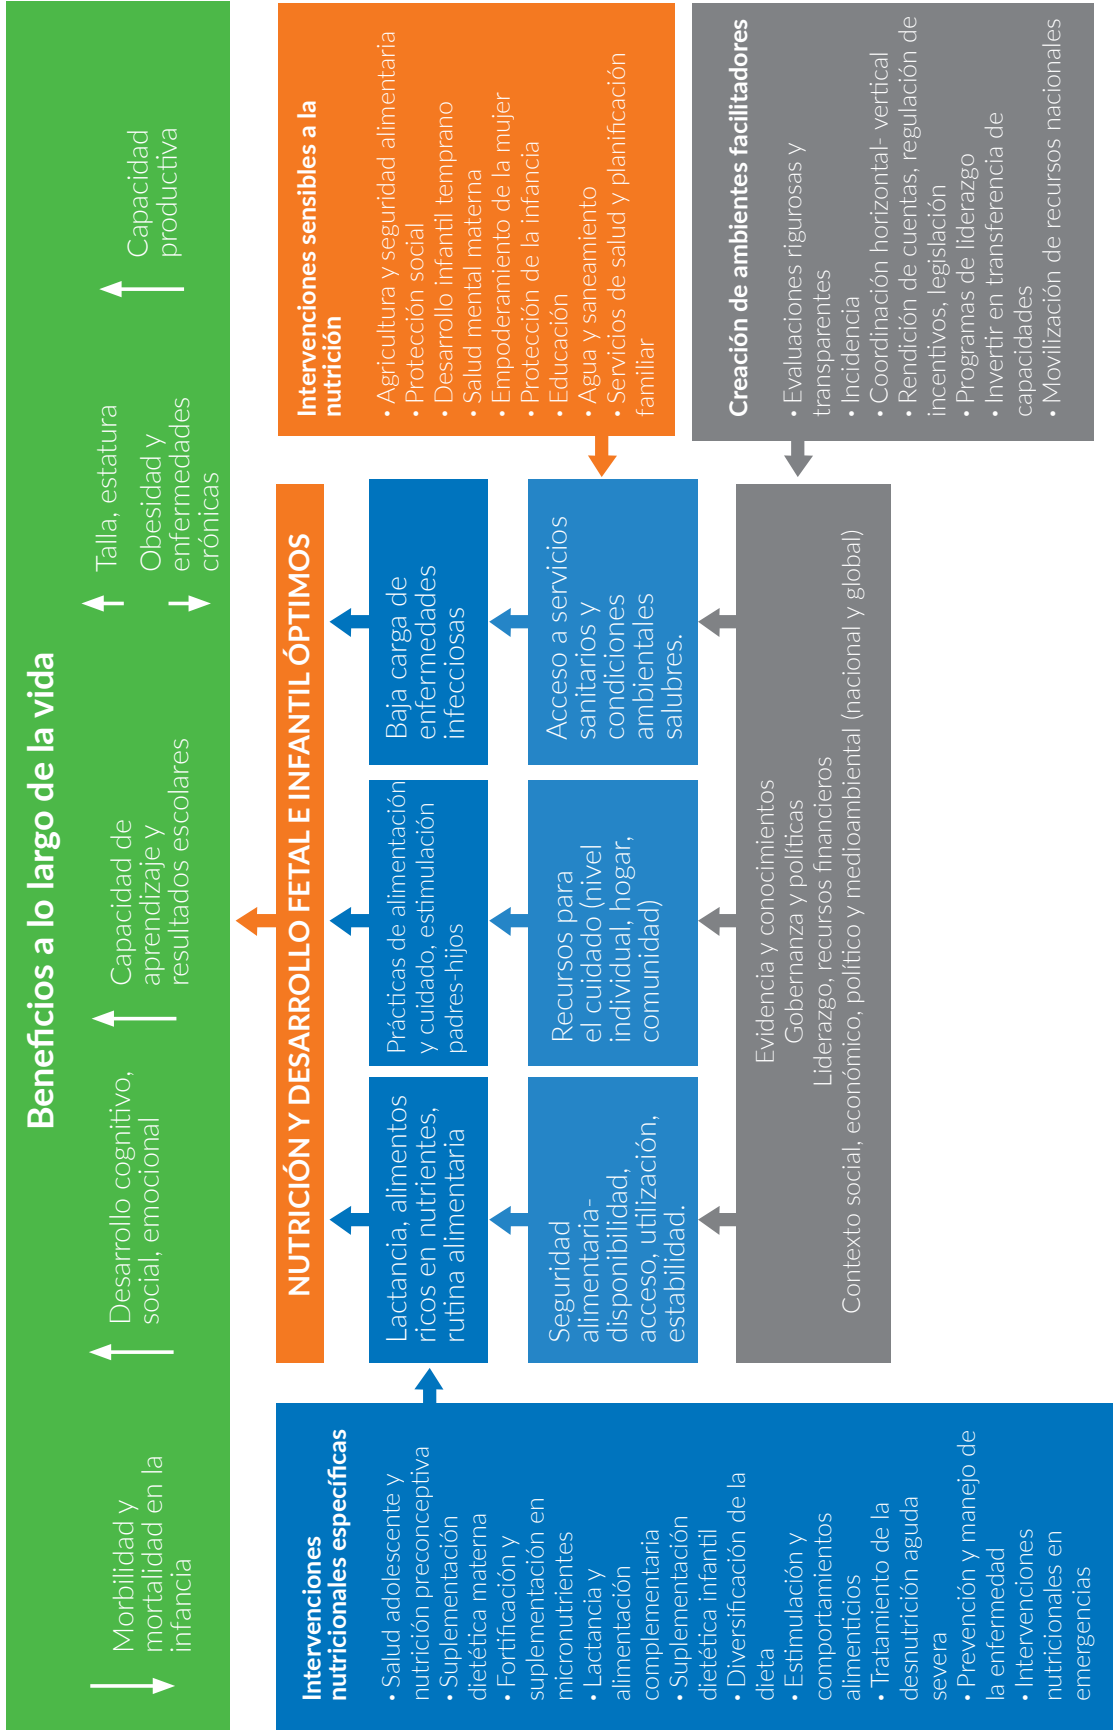 Beneficios a lo largo de la vida
Morbilidad y
mortalidad en la
infancia
Desarrollo cognitivo,
social, emocional
Capacidad de
aprendizaje y
resultados escolares
Talla, estatura
Obesidad y
enfermedades
crónicas
Capacidad
productiva
Intervenciones
nutricionales específicas
• Salud adolescente y
nutrición preconceptiva
• Suplementación
dietética materna
• Fortificación y
suplementación en
micronutrientes
• Lactancia y
alimentación
complementaria
• Suplementación
dietética infantil
• Diversificación de la
dieta
• Estimulación y
comportamientos
alimenticios
• Tratamiento de la
desnutrición aguda
severa
• Prevención y manejo de
la enfermedad
• Intervenciones
nutricionales en
emergencias
NUTRICIÓN Y DESARROLLO FETAL E INFANTIL ÓPTIMOS
Lactancia, alimentos
ricos en nutrientes,
rutina alimentaria
Prácticas de alimentación
y cuidado, estimulación
padres-hijos
Baja carga de
enfermedades
infecciosas
Seguridad
alimentaria-
disponibilidad,
acceso, utilización,
estabilidad.
Recursos para
el cuidado (nivel
individual, hogar,
comunidad)
Acceso a servicios
sanitarios y
condiciones
ambientales
salubres.
Evidencia y conocimientos
Gobernanza y políticas
Liderazgo, recursos financieros
Contexto social, económico, político y medioambiental (nacional y global)
Intervenciones sensibles a la
nutrición
• Agricultura y seguridad alimentaria
• Protección social
• Desarrollo infantil temprano
• Salud mental materna
• Empoderamiento de la mujer
• Protección de la infancia
• Educación
• Agua y saneamiento
• Servicios de salud y planificación
familiar
Creación de ambientes facilitadores
• Evaluaciones rigurosas y
transparentes
• Incidencia
• Coordinación horizontal- vertical
• Rendición de cuentas, regulación de
incentivos, legislación
• Programas de liderazgo
• Invertir en transferencia de
capacidades
• Movilización de recursos nacionales